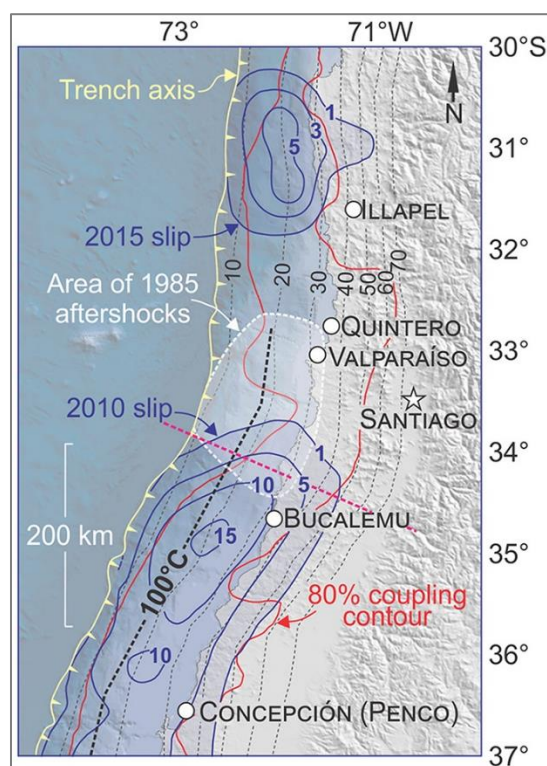 73° 71°W
30°S
Trench axis
1
3
5
N
31°
ILLAPEL
2015 slip
32°
10 20 30 40 50 60 70
Area of 1985
aftershocks
QUINTERO
33°
VALPARAÍSO
2010 slip
SANTIAGO
1
34°
10 5
200 km
BUCALEMU
15
35°
100°C
80% coupling
contour
10
36°
CONCEPCIÓN (PENCO)
37°